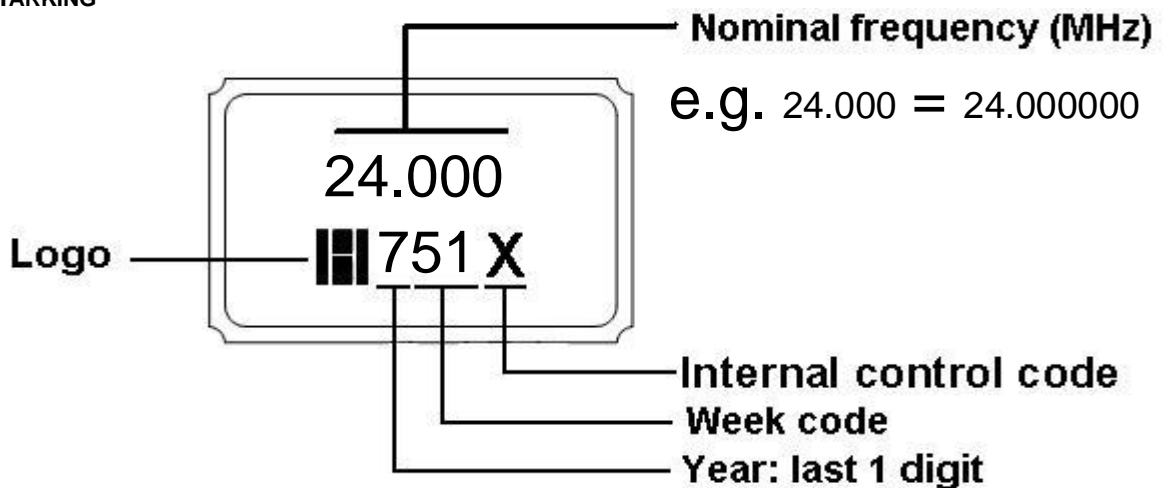 Nominal frequency (MHz)
e.g. 24.000 = 24.000000
24.000
Logo
751 X
Internal control code
Week code
Year: last 1 digit